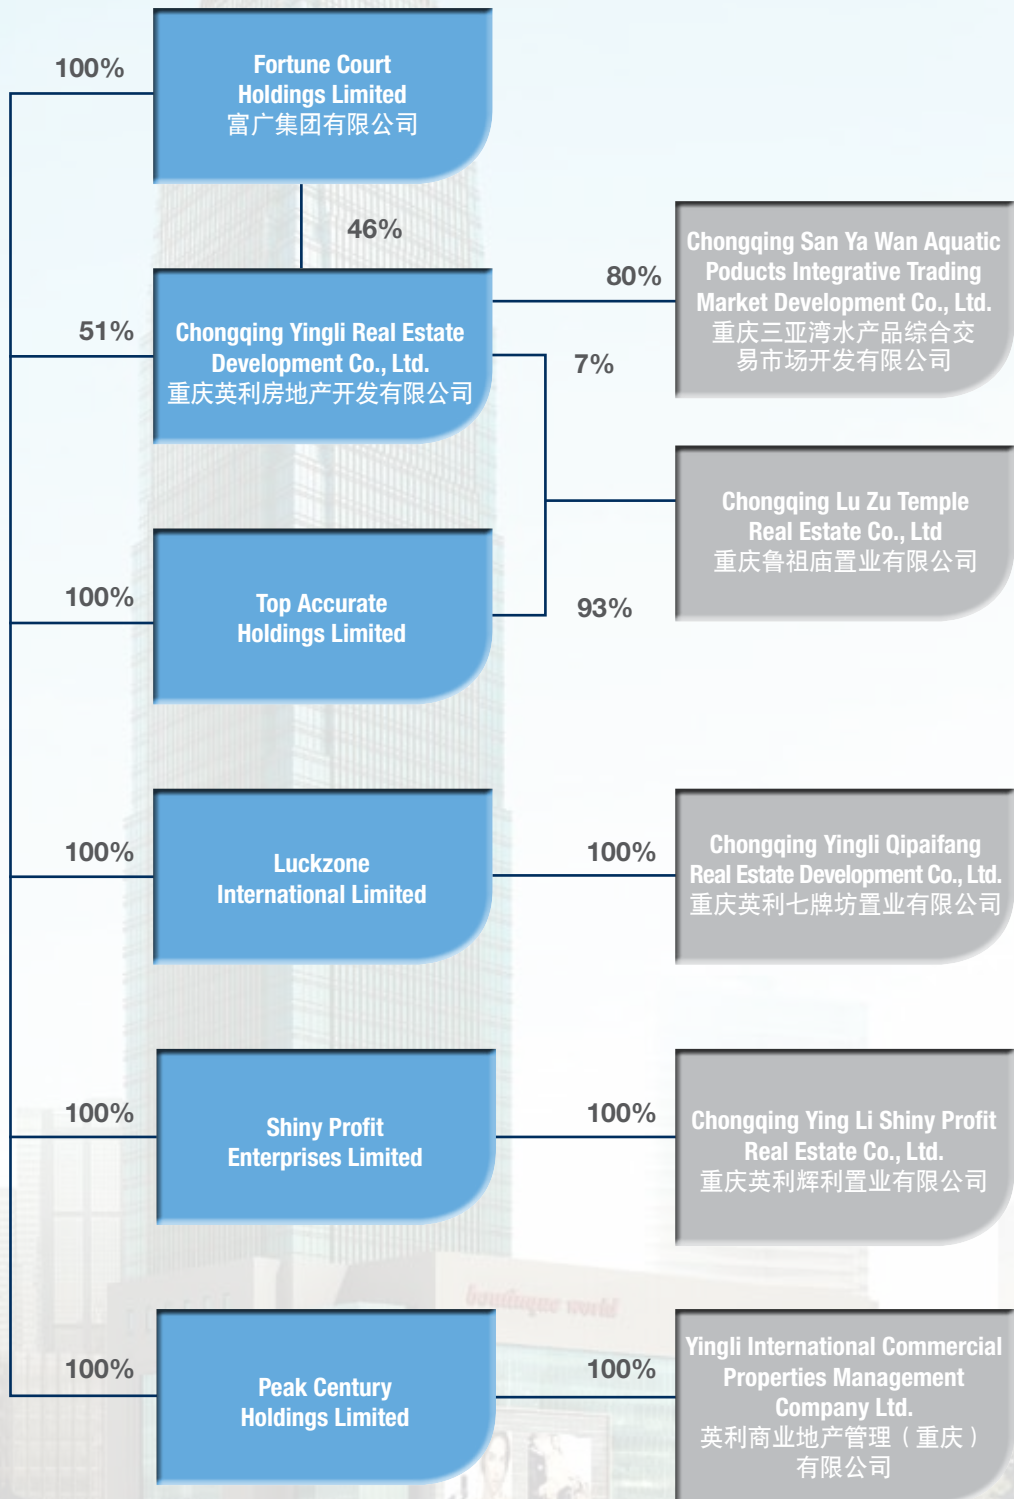 100%
Fortune Court
Holdings Limited
富广集团有限公司
46%
51%
Chongqing Yingli Real Estate
Development Co., Ltd.
重庆英利房地产开发有限公司
80%
Chongqing San Ya Wan Aquatic
Poducts Integrative Trading
Market Development Co., Ltd.
重庆三亚湾水产品综合交
易市场开发有限公司
7%
Chongqing Lu Zu Temple
Real Estate Co., Ltd
重庆鲁祖庙置业有限公司
100%
Top Accurate
Holdings Limited
93%
100%
Luckzone
International Limited
100%
Chongqing Yingli Qipaifang
Real Estate Development Co., Ltd.
重庆英利七牌坊置业有限公司
100%
Shiny Profit
Enterprises Limited
100%
Chongqing Ying Li Shiny Profit
Real Estate Co., Ltd.
重庆英利辉利置业有限公司
boutique world
100%
Peak Century
Holdings Limited
100%
Yingli International Commercial
Properties Management
Company Ltd.
英利商业地产管理（重庆）
有限公司